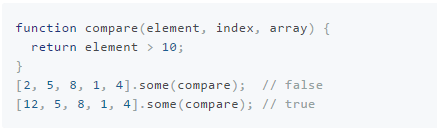 function compare(element, index, array) {
  return element > 10;
}
[2, 5, 8, 1, 4].some(compare);  // false
[12, 5, 8, 1, 4].some(compare); // true